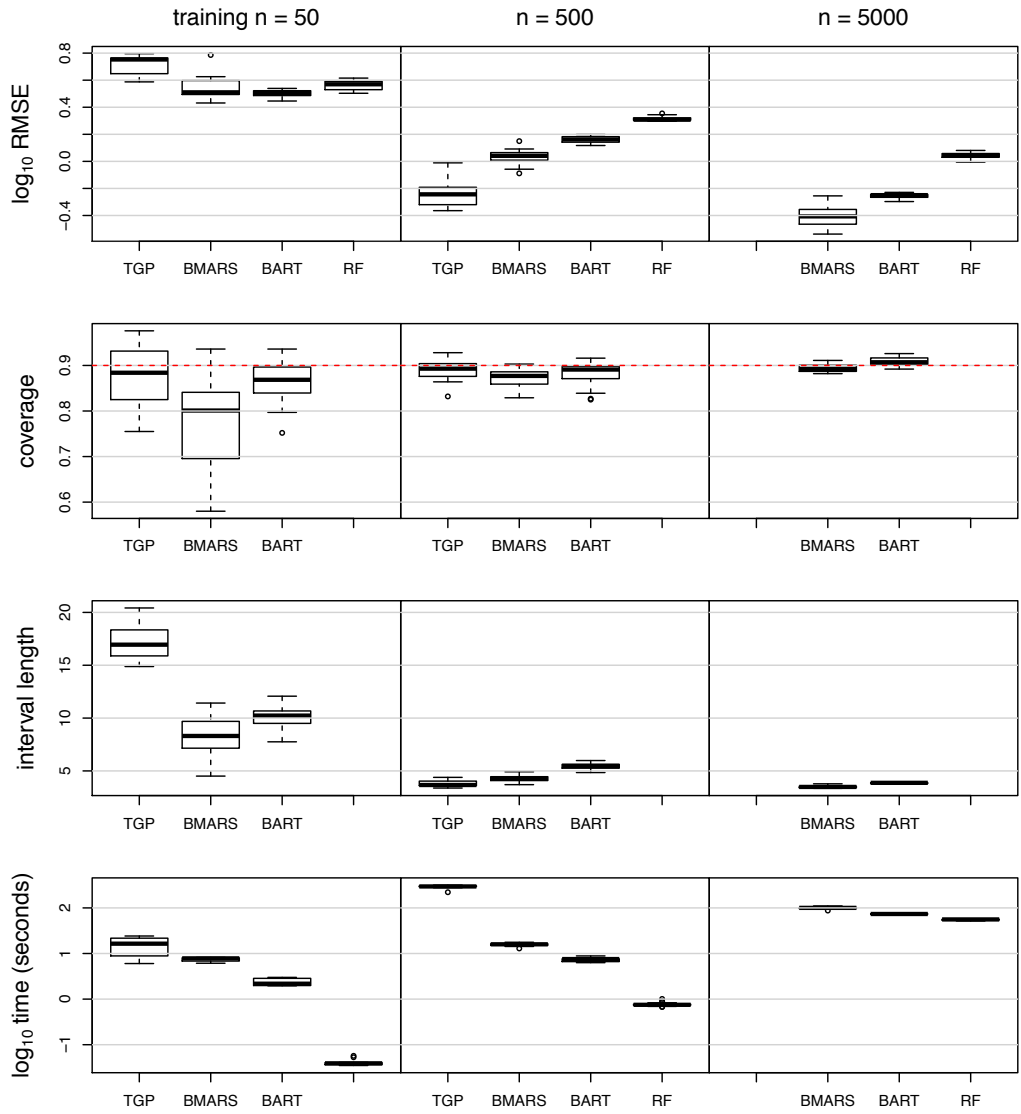 training n = 50 n = 500 n = 5000
log10 RMSE
0.8
0.4
0.0
−0.4
TGP BMARS BART RF TGP BMARS BART RF BMARS BART RF
coverage
0.9
0.8
0.7
0.6
TGP BMARS BART TGP BMARS BART BMARS BART
interval length
20
15
10
5
TGP BMARS BART TGP BMARS BART BMARS BART
log10 time (seconds)
2
1
0
−1
TGP BMARS BART RF TGP BMARS BART RF BMARS BART RF